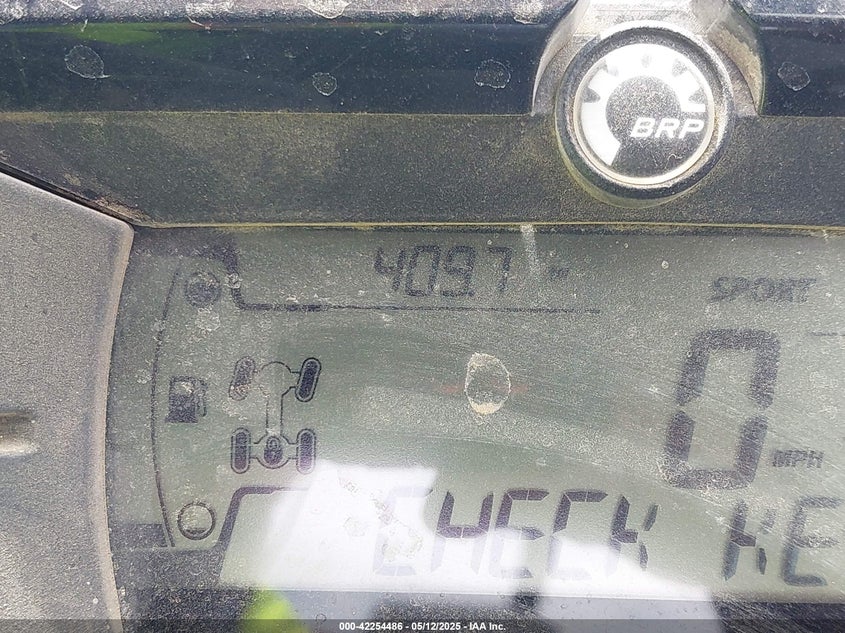 BRP
409.7
SPORT
0
MPH
CHECK KE
000-42254486 - 05/12/2025 - IAA Inc.